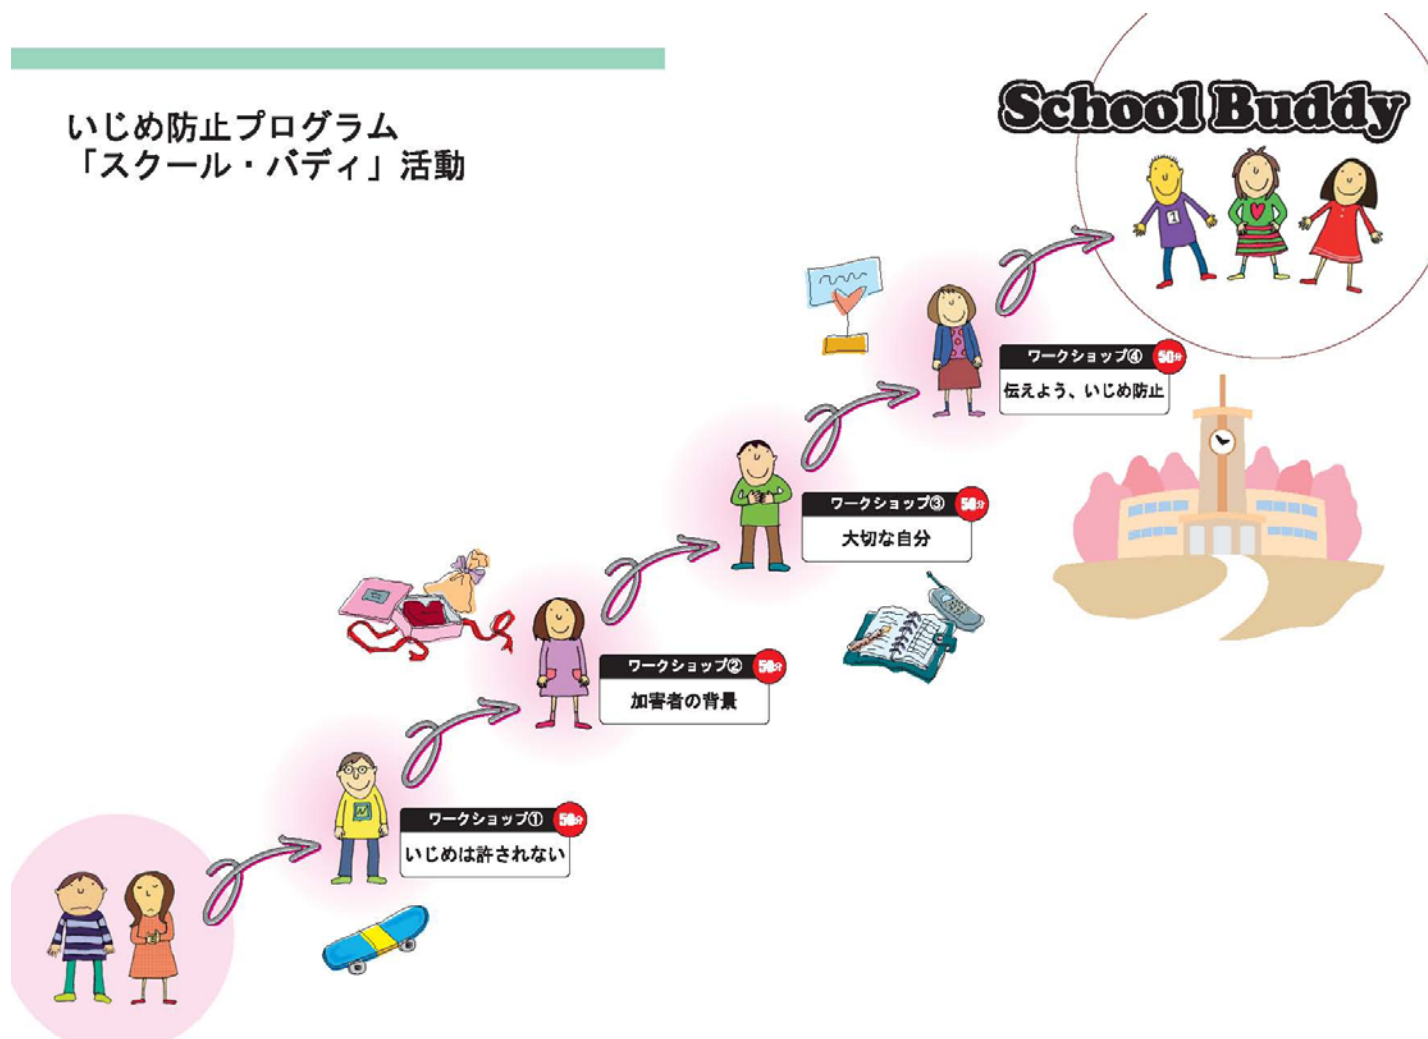 いじめ防止プログラム
「スクール・バディ」活動
School Buddy
1
ワークショップ④ 50分
伝えよう、いじめ防止
ワークショップ③ 50分
大切な自分
ワークショップ② 50分
加害者の背景
ワークショップ① 50分
いじめは許されない